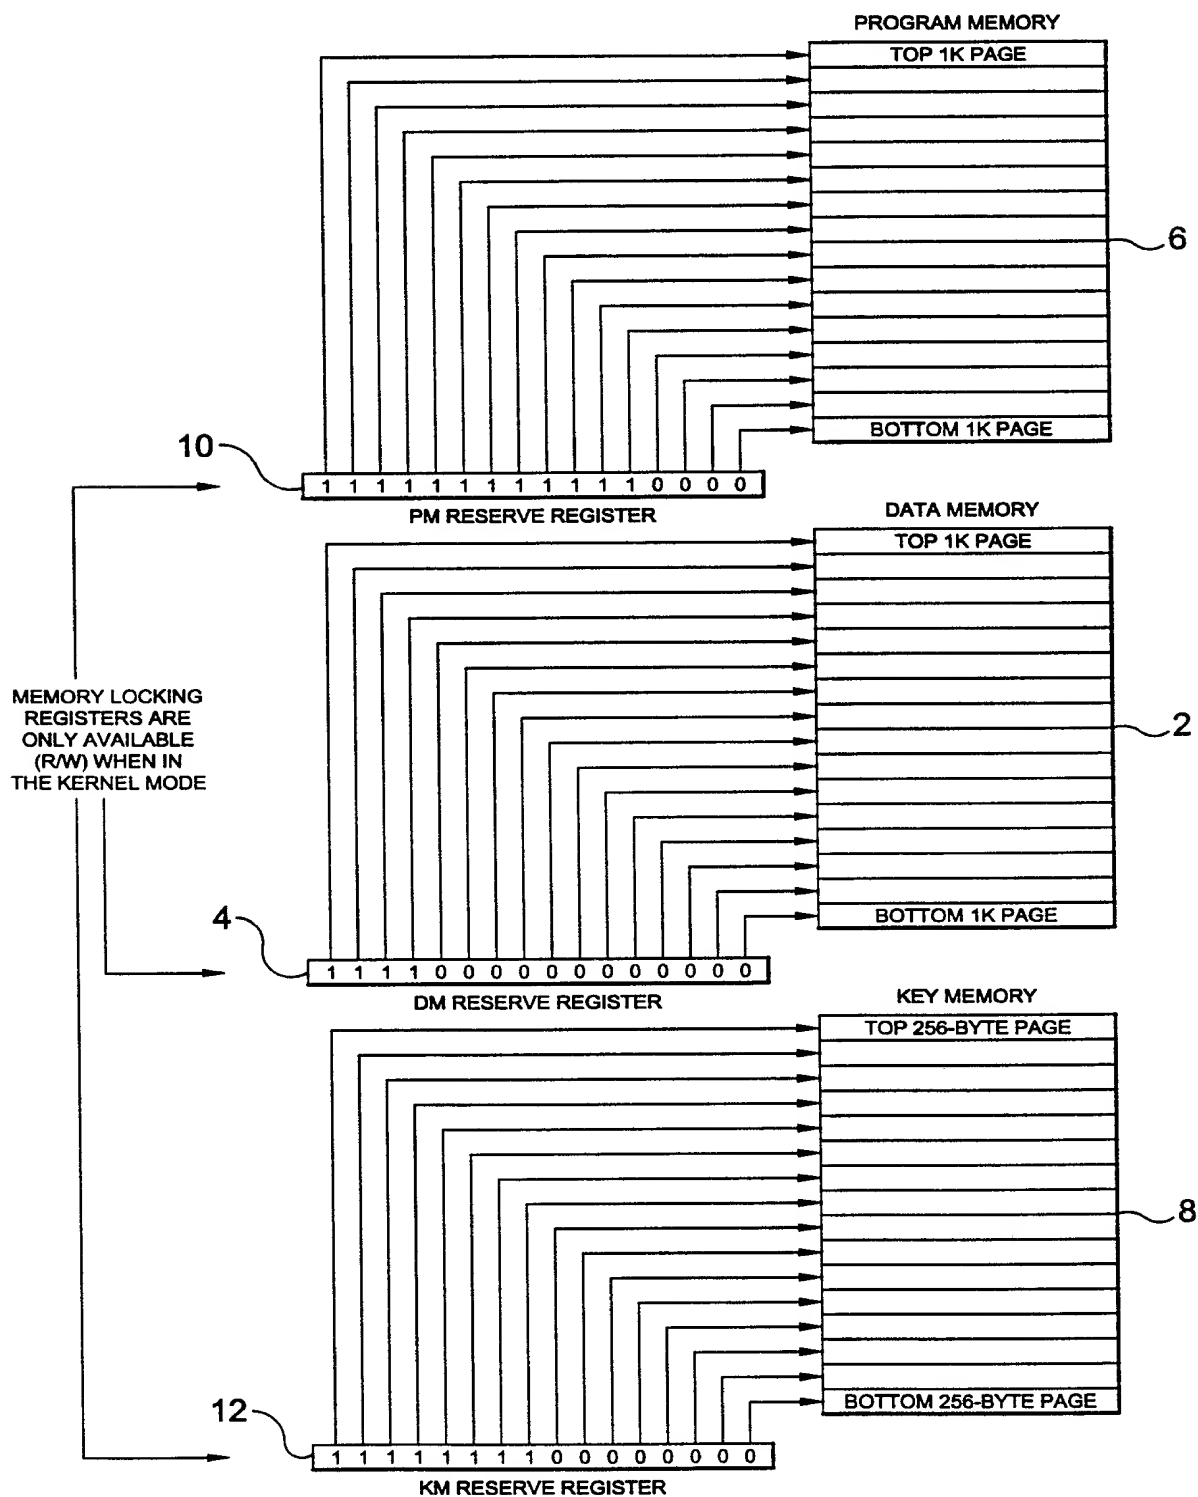 PROGRAM MEMORY
TOP 1K PAGE
6
BOTTOM 1K PAGE
10
1 1 1 1 1 1 1 1 1 1 1 1 0 0 0 0
PM RESERVE REGISTER
DATA MEMORY
TOP 1K PAGE
MEMORY LOCKING
REGISTERS ARE
ONLY AVAILABLE
(R/W) WHEN IN
THE KERNEL MODE
2
BOTTOM 1K PAGE
4
1 1 1 1 0 0 0 0 0 0 0 0 0 0 0 0
DM RESERVE REGISTER
KEY MEMORY
TOP 256-BYTE PAGE
8
BOTTOM 256-BYTE PAGE
12
1 1 1 1 1 1 1 1 0 0 0 0 0 0 0 0
KM RESERVE REGISTER